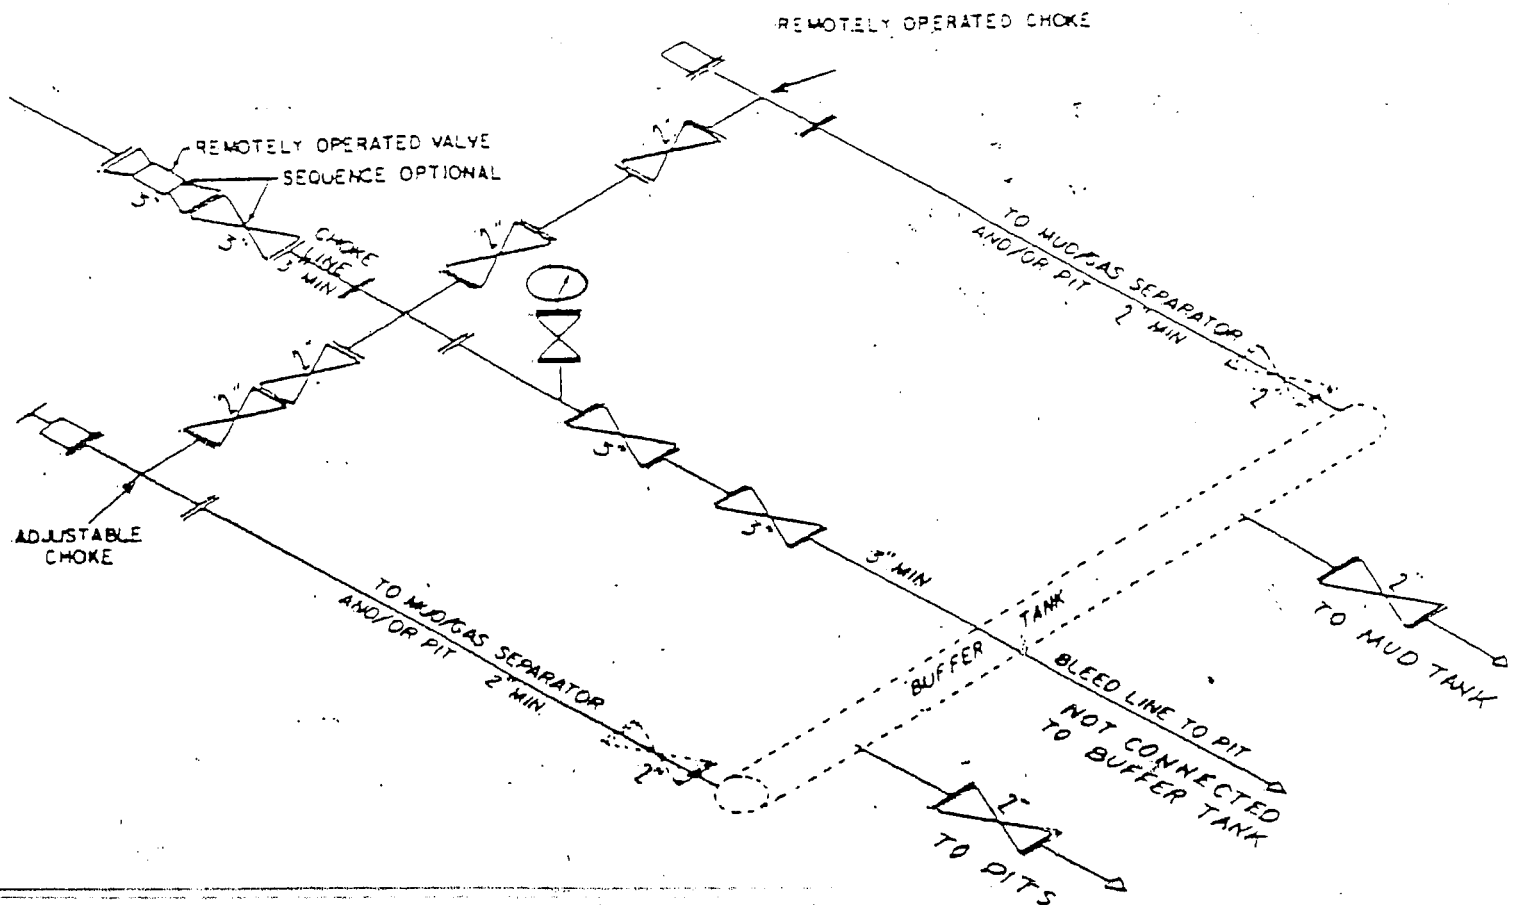 REMOTELY OPERATED CHOKE
REMOTELY OPERATED VALVE
SEQUENCE OPTIONAL
3"
3"
CHOKE
LINE
3 MIN
2"
2"
2"
2"
ADJUSTABLE
CHOKE
TO MUD/GAS SEPARATOR
AND/OR PIT
2" MIN
2"
3"
3"
3" MIN
BUFFER TANK
BLEED LINE TO PIT
NOT CONNECTED
TO BUFFER TANK
2"
TO MUD TANK
TO MUD/GAS SEPARATOR
AND/OR PIT
2" MIN.
2"
2"
TO PITS